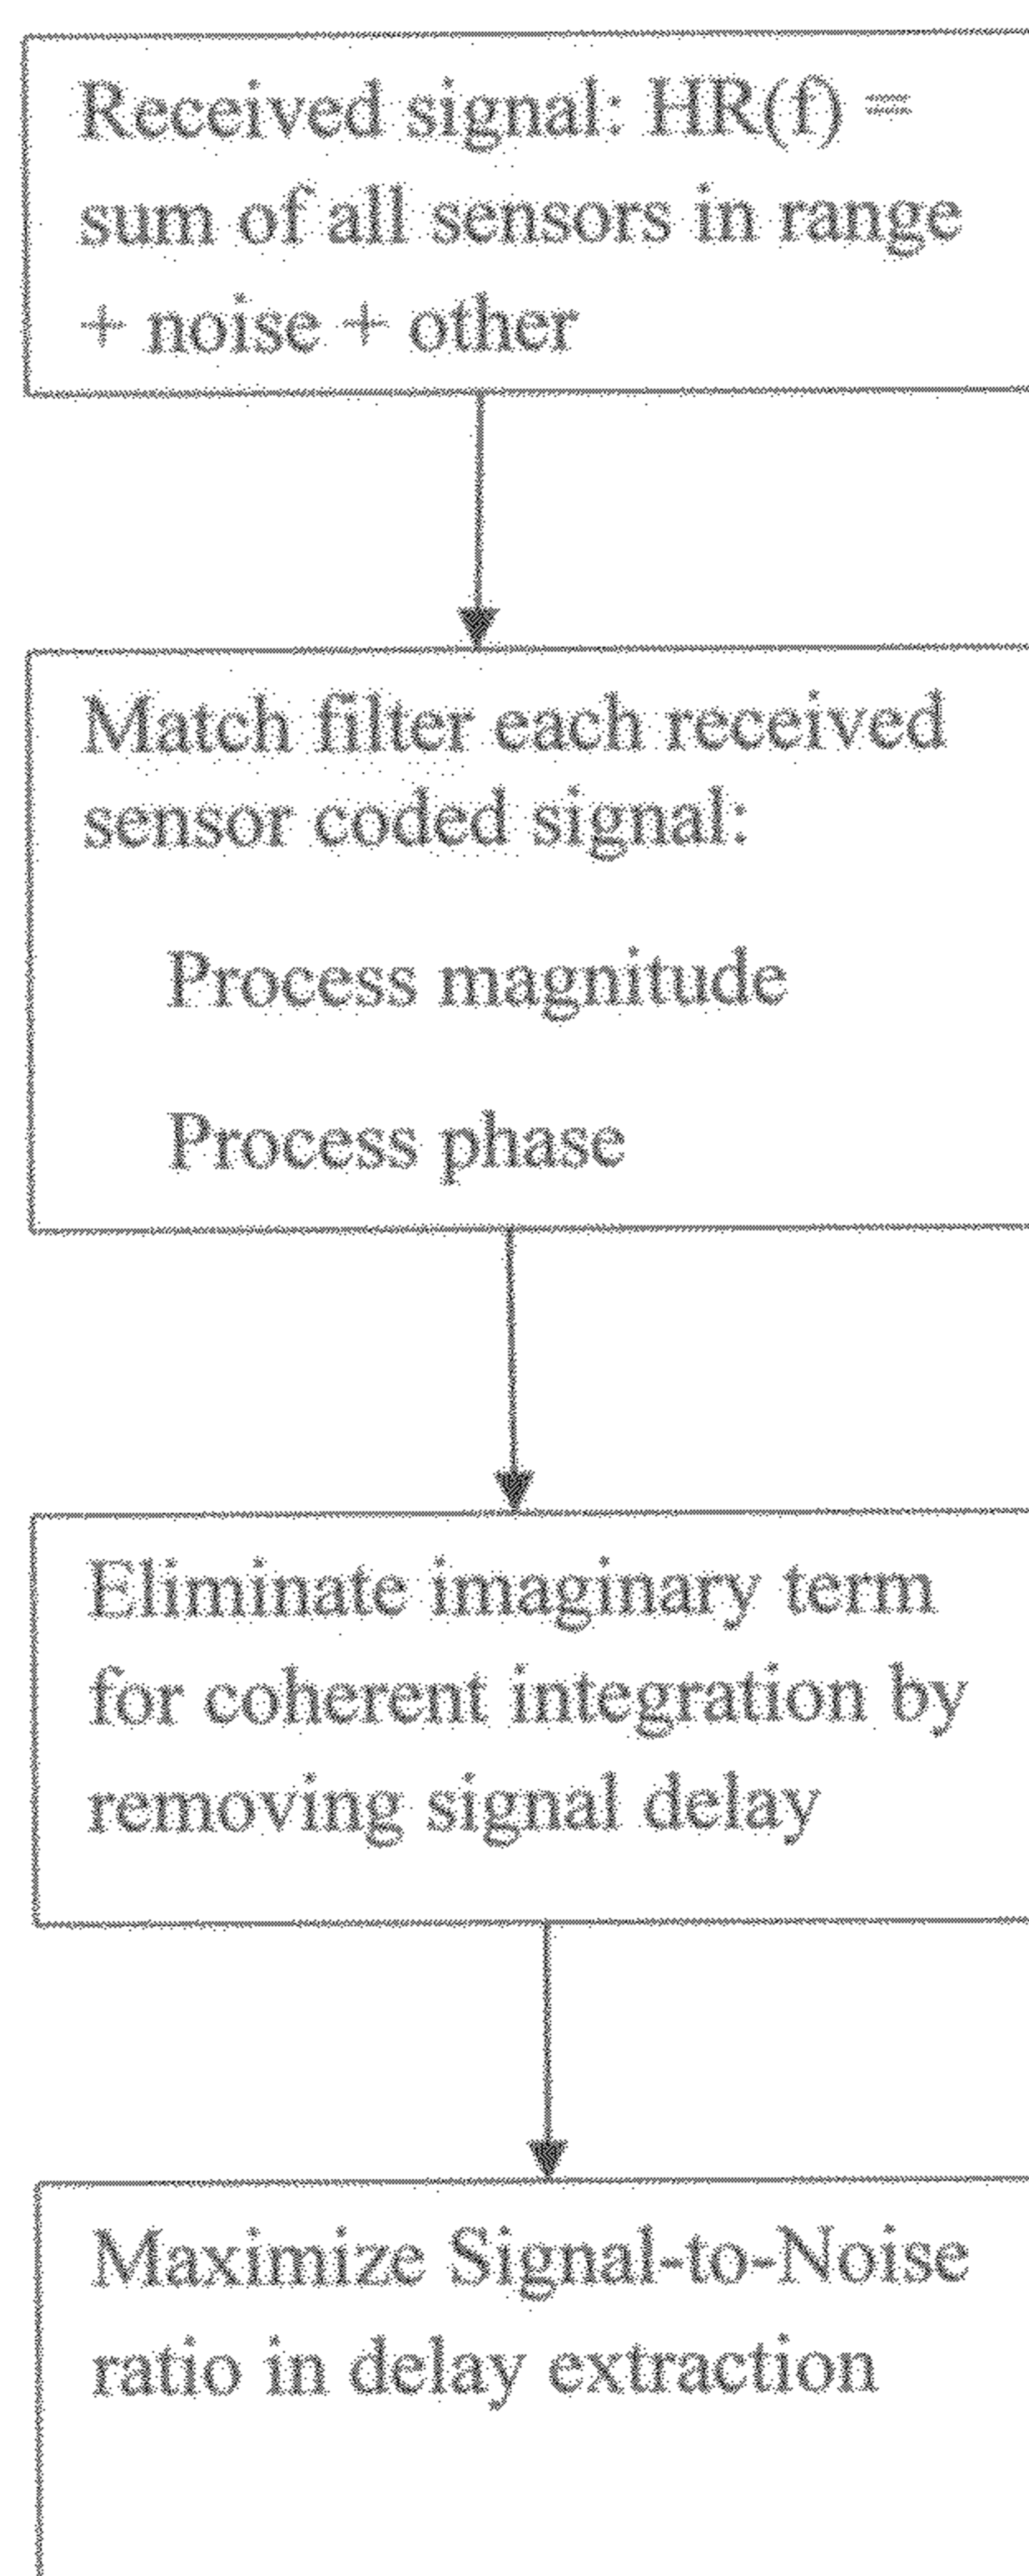 Received signal: HR(f) =
sum of all sensors in range
+ noise + other
Match filter each received
sensor coded signal:
Process magnitude
Process phase
Eliminate imaginary term
for coherent integration by
removing signal delay
Maximize Signal-to-Noise
ratio in delay extraction